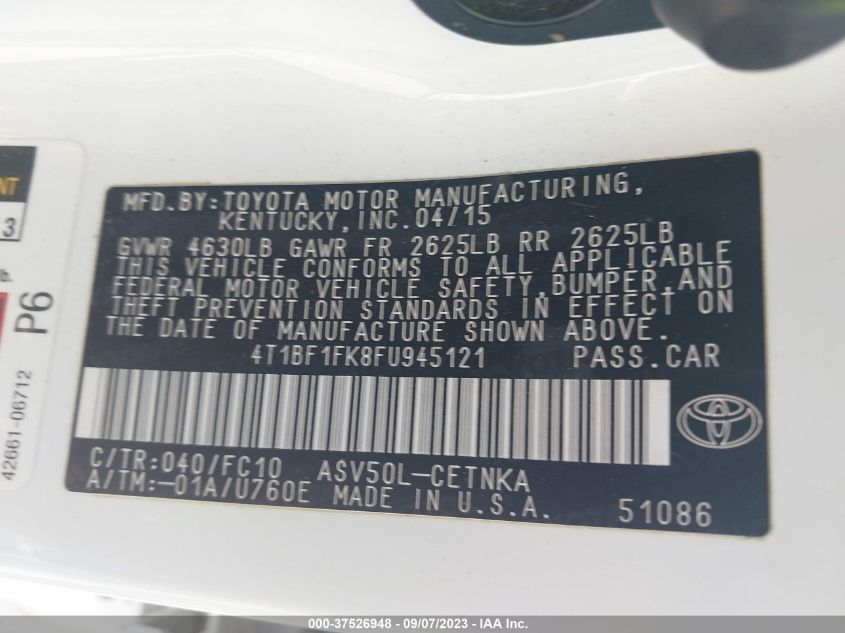 NT
3
lb.
P6
42661-06712
MFD.BY:TOYOTA MOTOR MANUFACTURING,
KENTUCKY,INC.04/15
GVWR 4630LB GAWR FR 2625LB RR 2625LB
THIS VEHICLE CONFORMS TO ALL APPLICABLE
FEDERAL MOTOR VEHICLE SAFETY,BUMPER,AND
THEFT PREVENTION STANDARDS IN EFFECT ON
THE DATE OF MANUFACTURE SHOWN ABOVE.
4T1BF1FK8FU945121 PASS.CAR
C/TR:040/FC10 ASV50L-CETNKA
A/TM:-01A/U760E MADE IN U.S.A. 51086
000-37526948 - 09/07/2023 - IAA Inc.